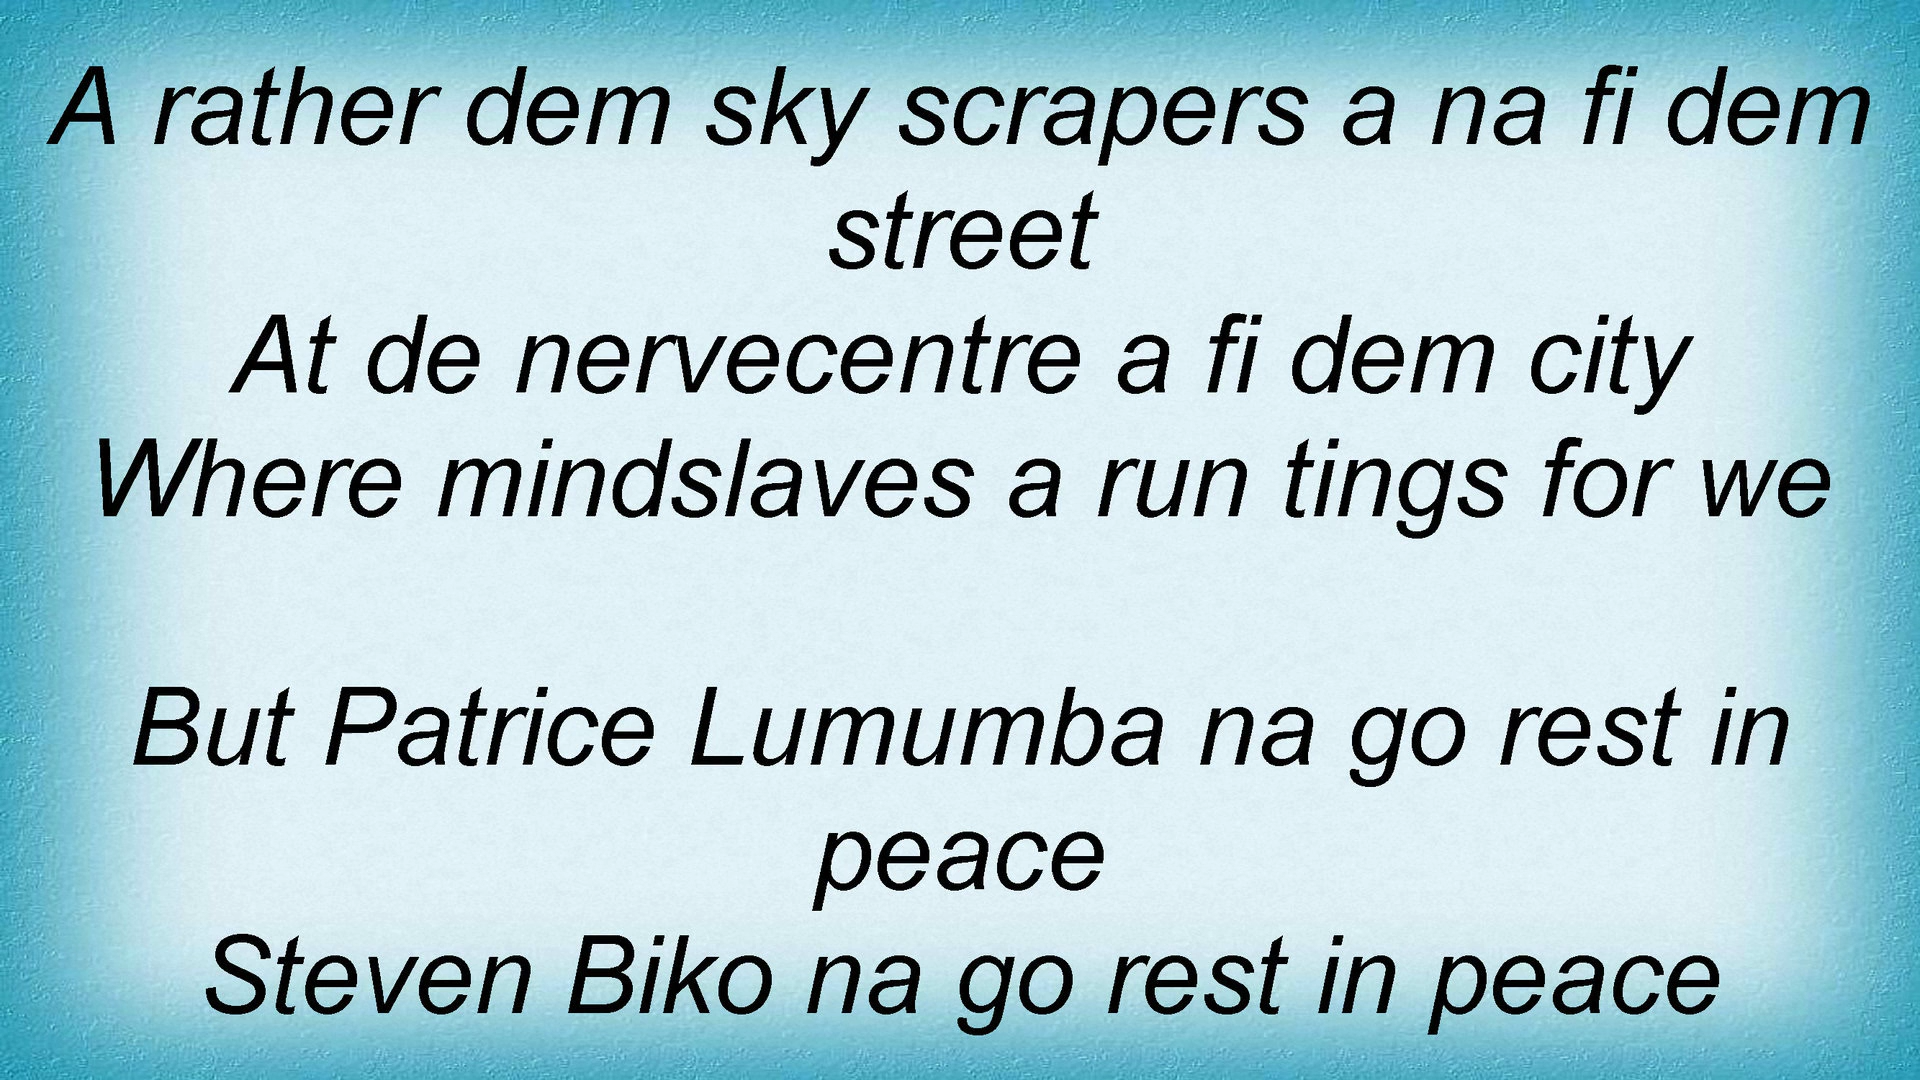 A rather dem sky scrapers a na fi dem
street
At de nervecentre a fi dem city
Where mindslaves a run tings for we

But Patrice Lumumba na go rest in
peace
Steven Biko na go rest in peace